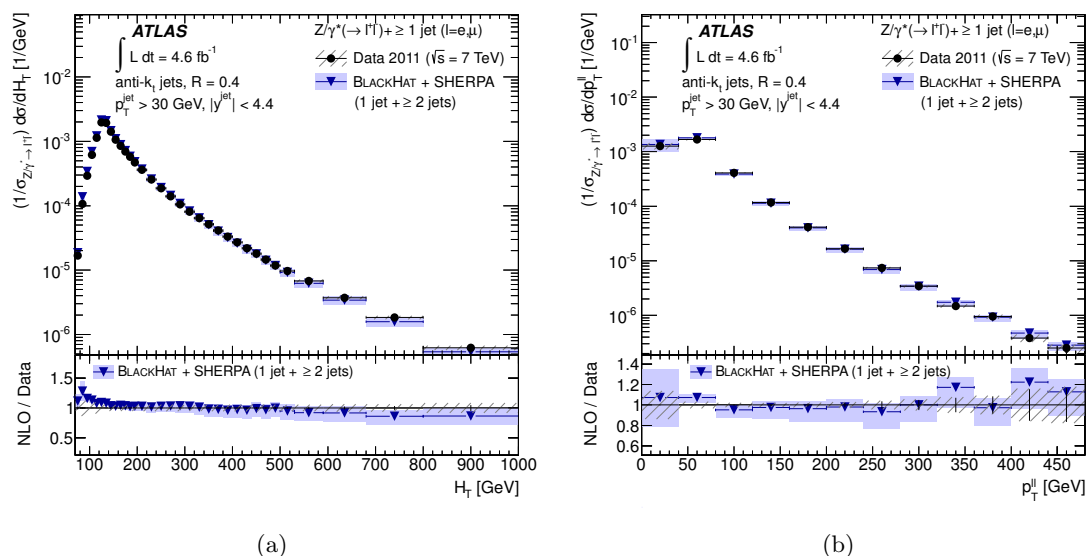 ATLAS
∫ L dt = 4.6 fb⁻¹
anti-kₜ jets, R = 0.4
p_T^jet > 30 GeV, |y^jet| < 4.4
Z/γ*(→ l⁺l⁻)+ ≥ 1 jet (l=e,μ)
Data 2011 (√s = 7 TeV)
BLACKHAT + SHERPA
(1 jet + ≥ 2 jets)
(1/σ_Z/γ*→ l⁺l⁻) dσ/dH_T [1/GeV]
10⁻²
10⁻³
10⁻⁴
10⁻⁵
10⁻⁶
BLACKHAT + SHERPA (1 jet + ≥ 2 jets)
NLO / Data
1.5
1
0.5
100 200 300 400 500 600 700 800 900 1000
H_T [GeV]
(a)
ATLAS
∫ L dt = 4.6 fb⁻¹
anti-kₜ jets, R = 0.4
p_T^jet > 30 GeV, |y^jet| < 4.4
Z/γ*(→ l⁺l⁻)+ ≥ 1 jet (l=e,μ)
Data 2011 (√s = 7 TeV)
BLACKHAT + SHERPA
(1 jet + ≥ 2 jets)
(1/σ_Z/γ*→ l⁺l⁻) dσ/dp_T^ll [1/GeV]
10⁻¹
10⁻²
10⁻³
10⁻⁴
10⁻⁵
10⁻⁶
BLACKHAT + SHERPA (1 jet + ≥ 2 jets)
NLO / Data
1.4
1.2
1
0.8
0.6
0 50 100 150 200 250 300 350 400 450
p_T^ll [GeV]
(b)